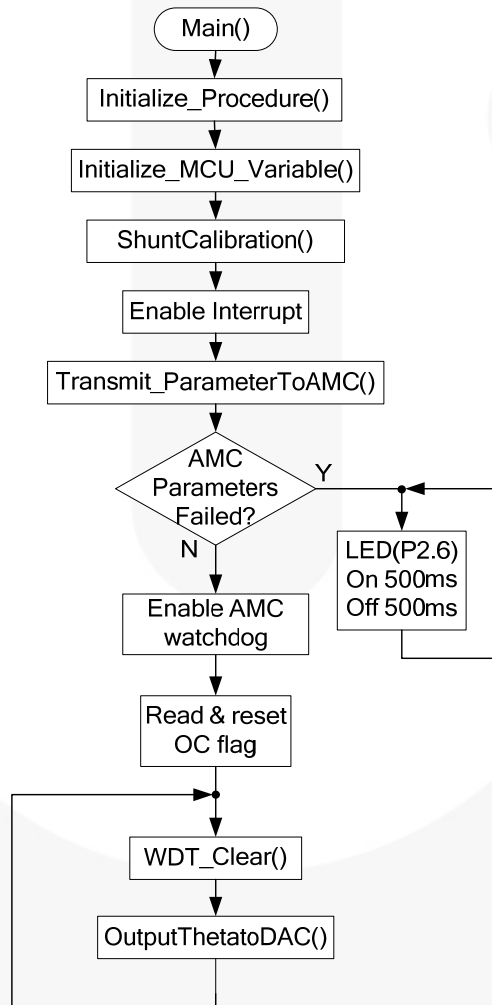 Main()
Initialize_Procedure()
Initialize_MCU_Variable()
ShuntCalibration()
Enable Interrupt
Transmit_ParameterToAMC()
AMC
Parameters
Failed?
Y
N
LED(P2.6)
On 500ms
Off 500ms
Enable AMC
watchdog
Read & reset
OC flag
WDT_Clear()
OutputThetatoDAC()